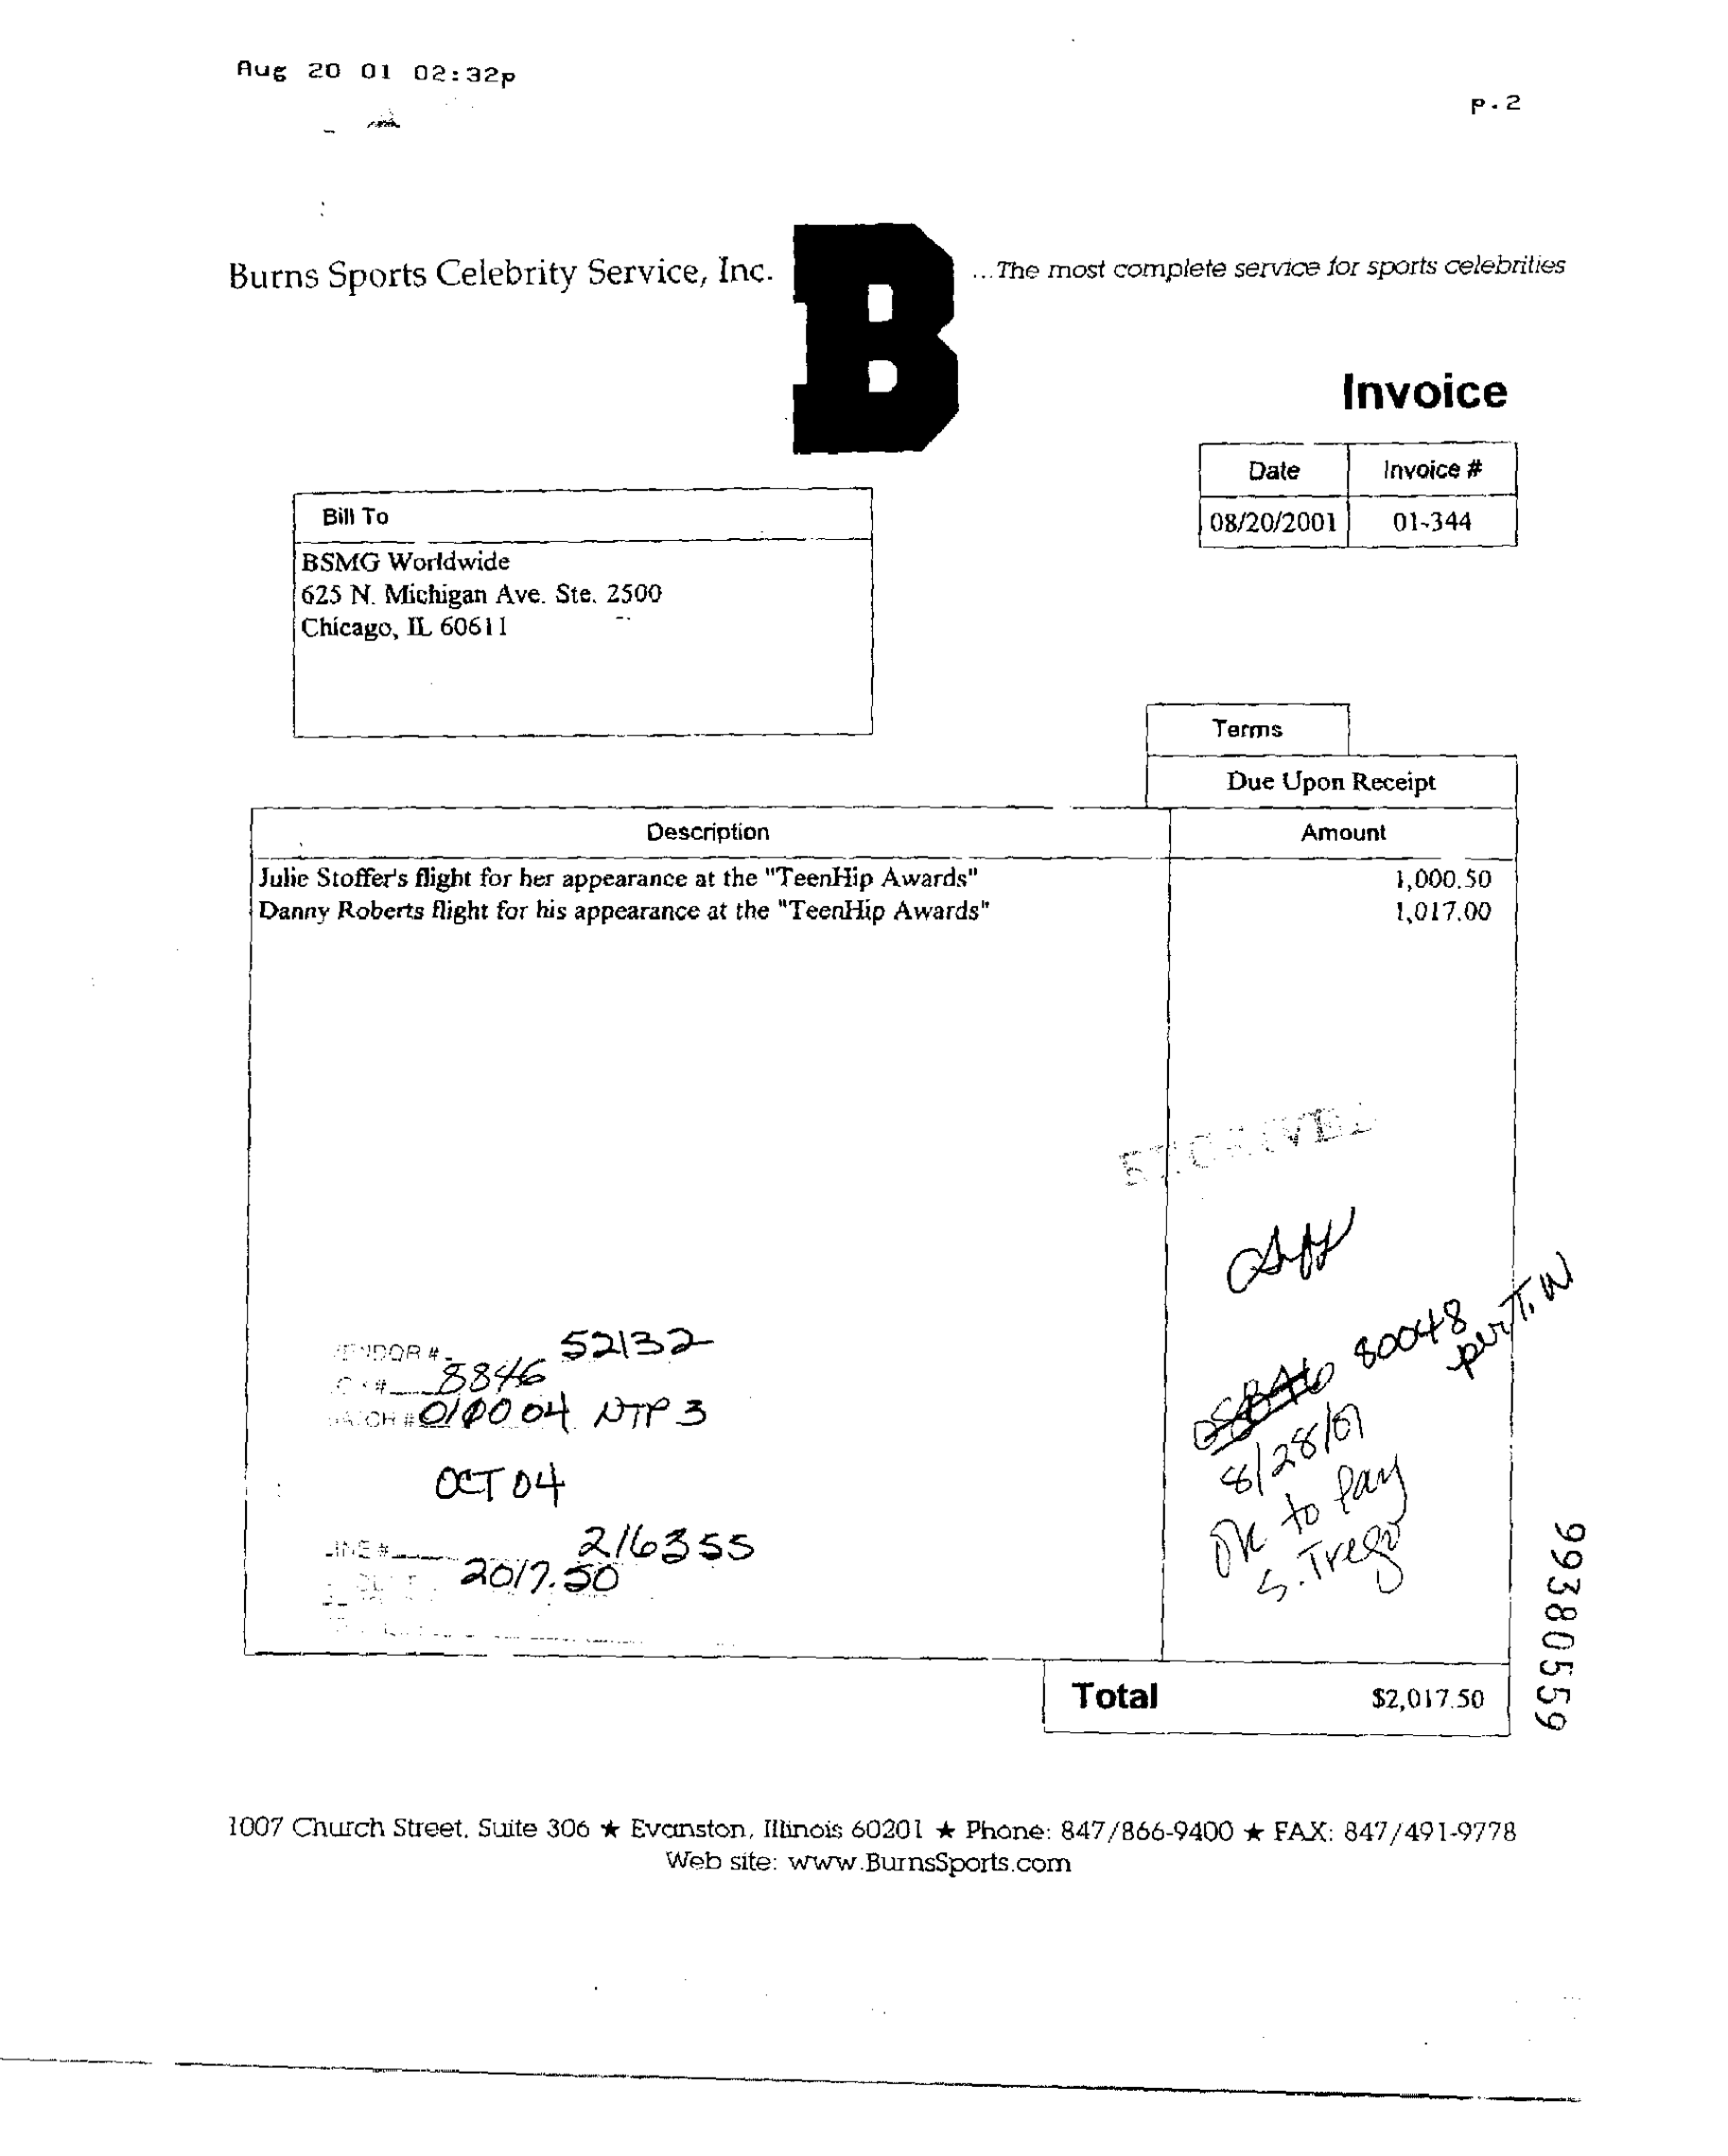 Aug 20 01 02:32p
p.2
Burns Sports Celebrity Service, Inc.
B
...The most complete service for sports celebrities
Invoice
Date Invoice #
08/20/2001 01-344
Bill To
BSMG Worldwide
625 N. Michigan Ave. Ste. 2500
Chicago, IL 60611
Terms
Due Upon Receipt
Description Amount
Julie Stoffer's flight for her appearance at the "TeenHip Awards" 1,000.50
Danny Roberts flight for his appearance at the "TeenHip Awards" 1,017.00
RECEIVED
80048
per T.W
8/28/01
Ok to Pay
S. Trego
VENDOR # 52132
8846
BATCH # 010004 NTP 3
OCT 04
LINE # 216355
2017.50
Total $2,017.50
99380559
1007 Church Street, Suite 306 ★ Evanston, Illinois 60201 ★ Phone: 847/866-9400 ★ FAX: 847/491-9778
Web site: www.BurnsSports.com